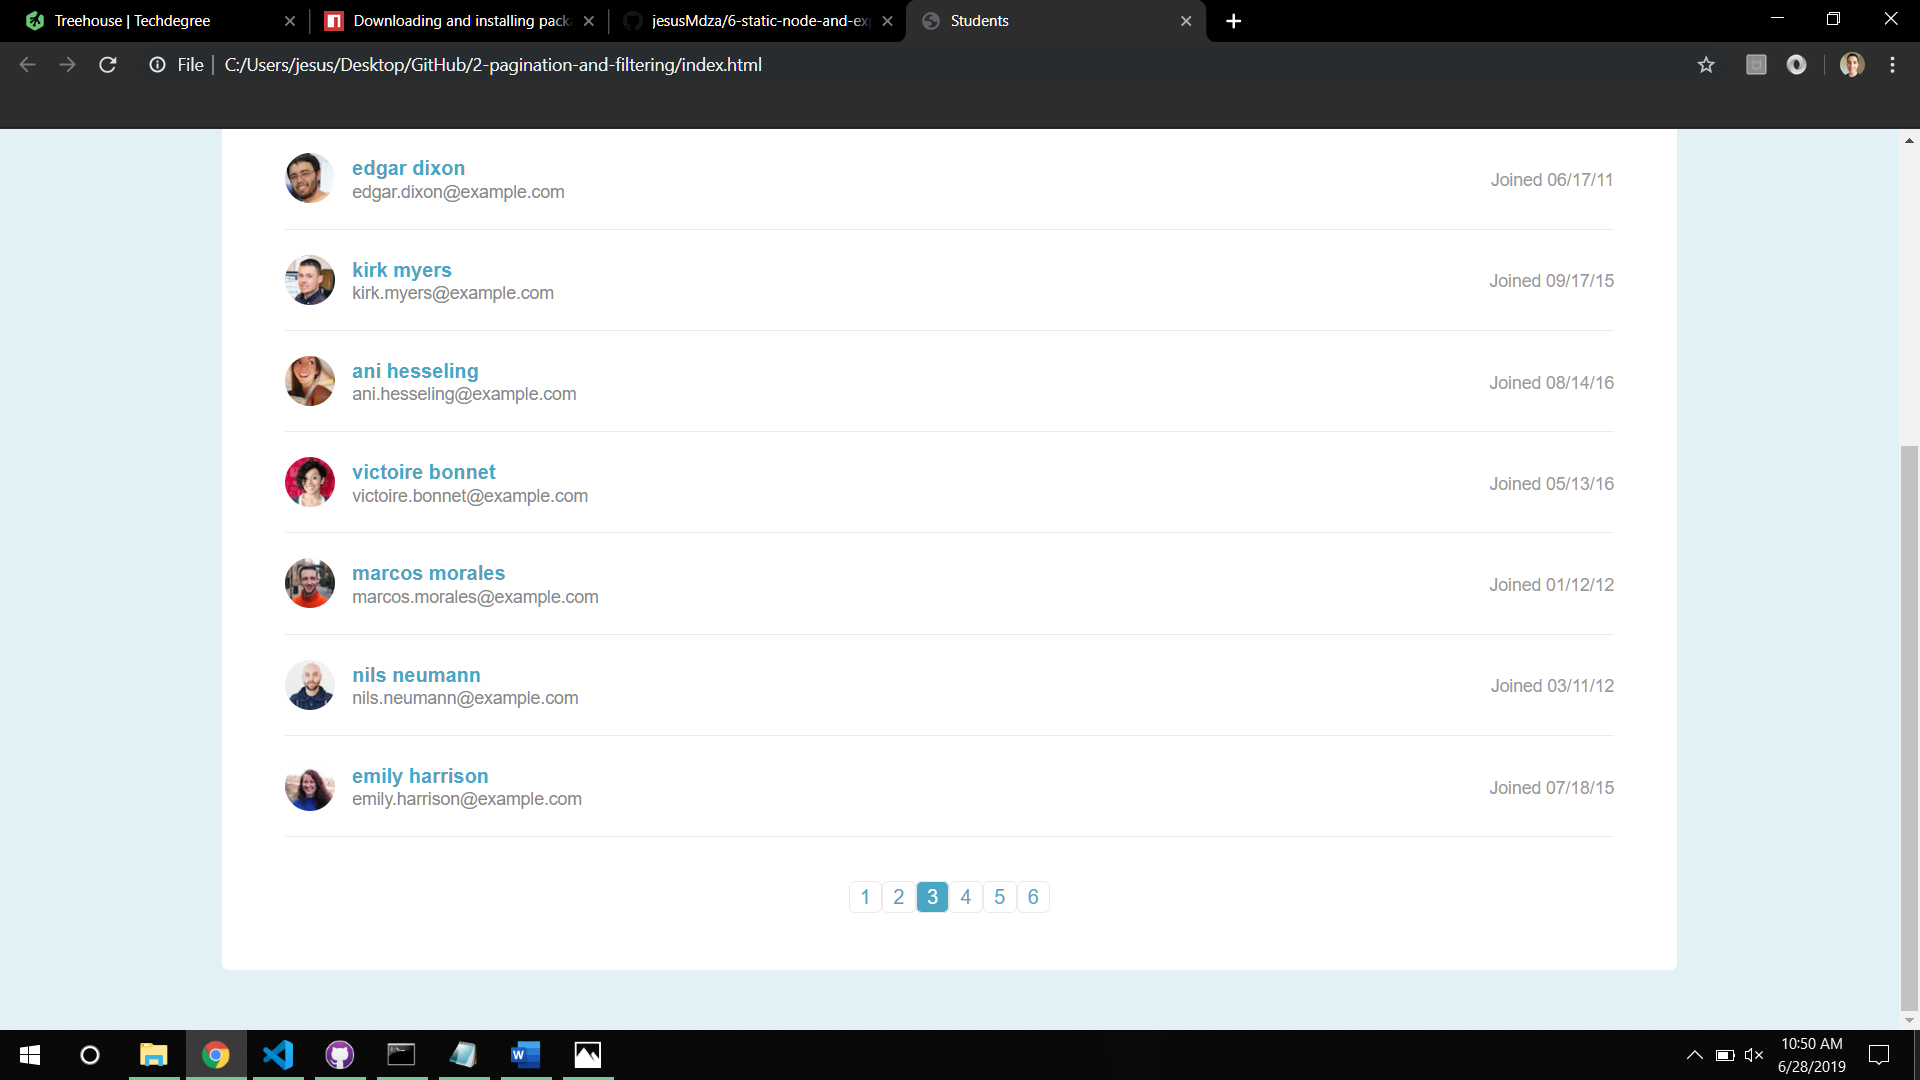 Treehouse | Techdegree
Downloading and installing pack
jesusMdza/6-static-node-and-exp
Students
File
C:/Users/jesus/Desktop/GitHub/2-pagination-and-filtering/index.html
edgar dixon
edgar.dixon@example.com
Joined 06/17/11
kirk myers
kirk.myers@example.com
Joined 09/17/15
ani hesseling
ani.hesseling@example.com
Joined 08/14/16
victoire bonnet
victoire.bonnet@example.com
Joined 05/13/16
marcos morales
marcos.morales@example.com
Joined 01/12/12
nils neumann
nils.neumann@example.com
Joined 03/11/12
emily harrison
emily.harrison@example.com
Joined 07/18/15
1 2 3 4 5 6
10:50 AM
6/28/2019